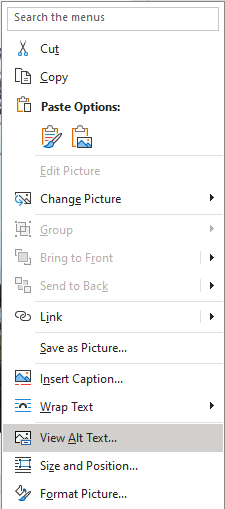 Search the menus
Cut
Copy
Paste Options:
Edit Picture
Change Picture
Group
Bring to Front
Send to Back
Link
Save as Picture...
Insert Caption...
Wrap Text
View Alt Text...
Size and Position...
Format Picture...